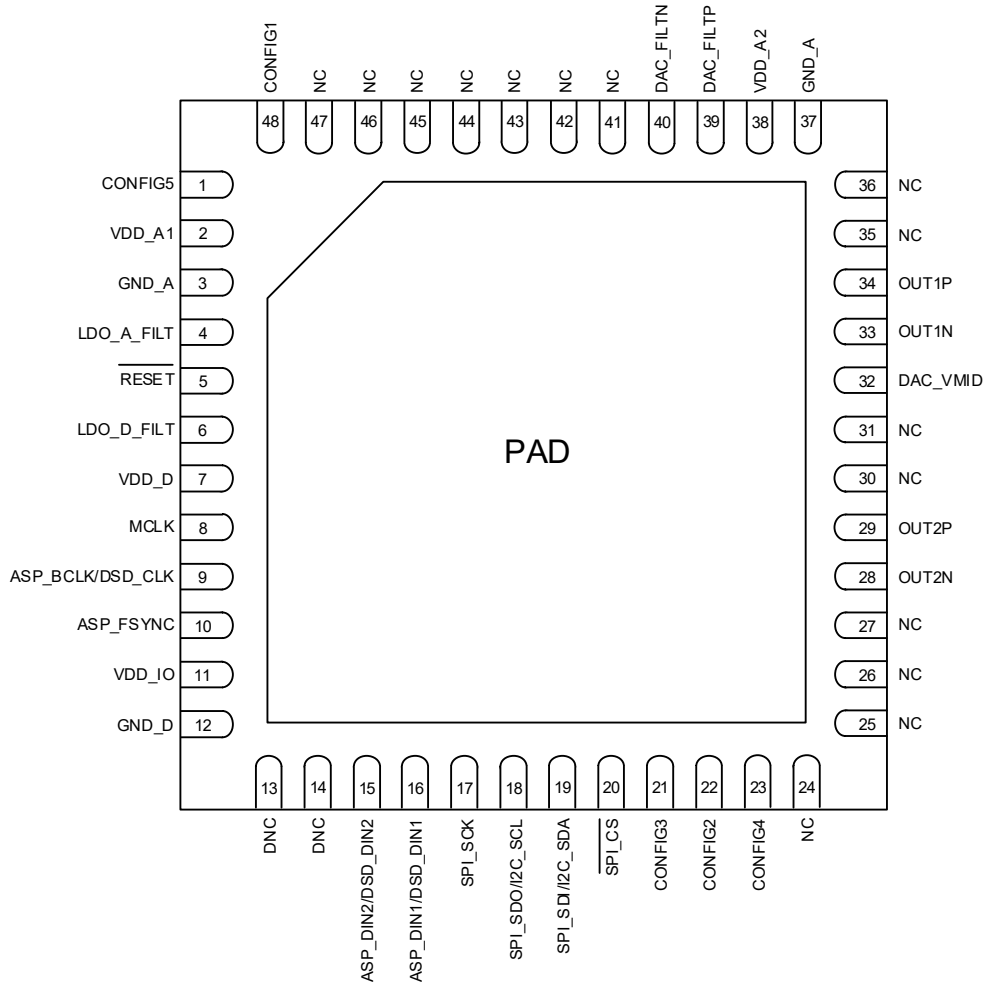 CONFIG1
NC
NC
NC
NC
NC
NC
NC
DAC_FILTN
DAC_FILTP
VDD_A2
GND_A
48 47 46 45 44 43 42 41 40 39 38 37
CONFIG5 1
36 NC
VDD_A1 2
35 NC
GND_A 3
34 OUT1P
LDO_A_FILT 4
33 OUT1N
RESET 5
32 DAC_VMID
LDO_D_FILT 6
31 NC
PAD
VDD_D 7
30 NC
MCLK 8
29 OUT2P
ASP_BCLK/DSD_CLK 9
28 OUT2N
ASP_FSYNC 10
27 NC
VDD_IO 11
26 NC
GND_D 12
25 NC
13 14 15 16 17 18 19 20 21 22 23 24
DNC
DNC
ASP_DIN2/DSD_DIN2
ASP_DIN1/DSD_DIN1
SPI_SCK
SPI_SDO/I2C_SCL
SPI_SDI/I2C_SDA
SPI_CS
CONFIG3
CONFIG2
CONFIG4
NC